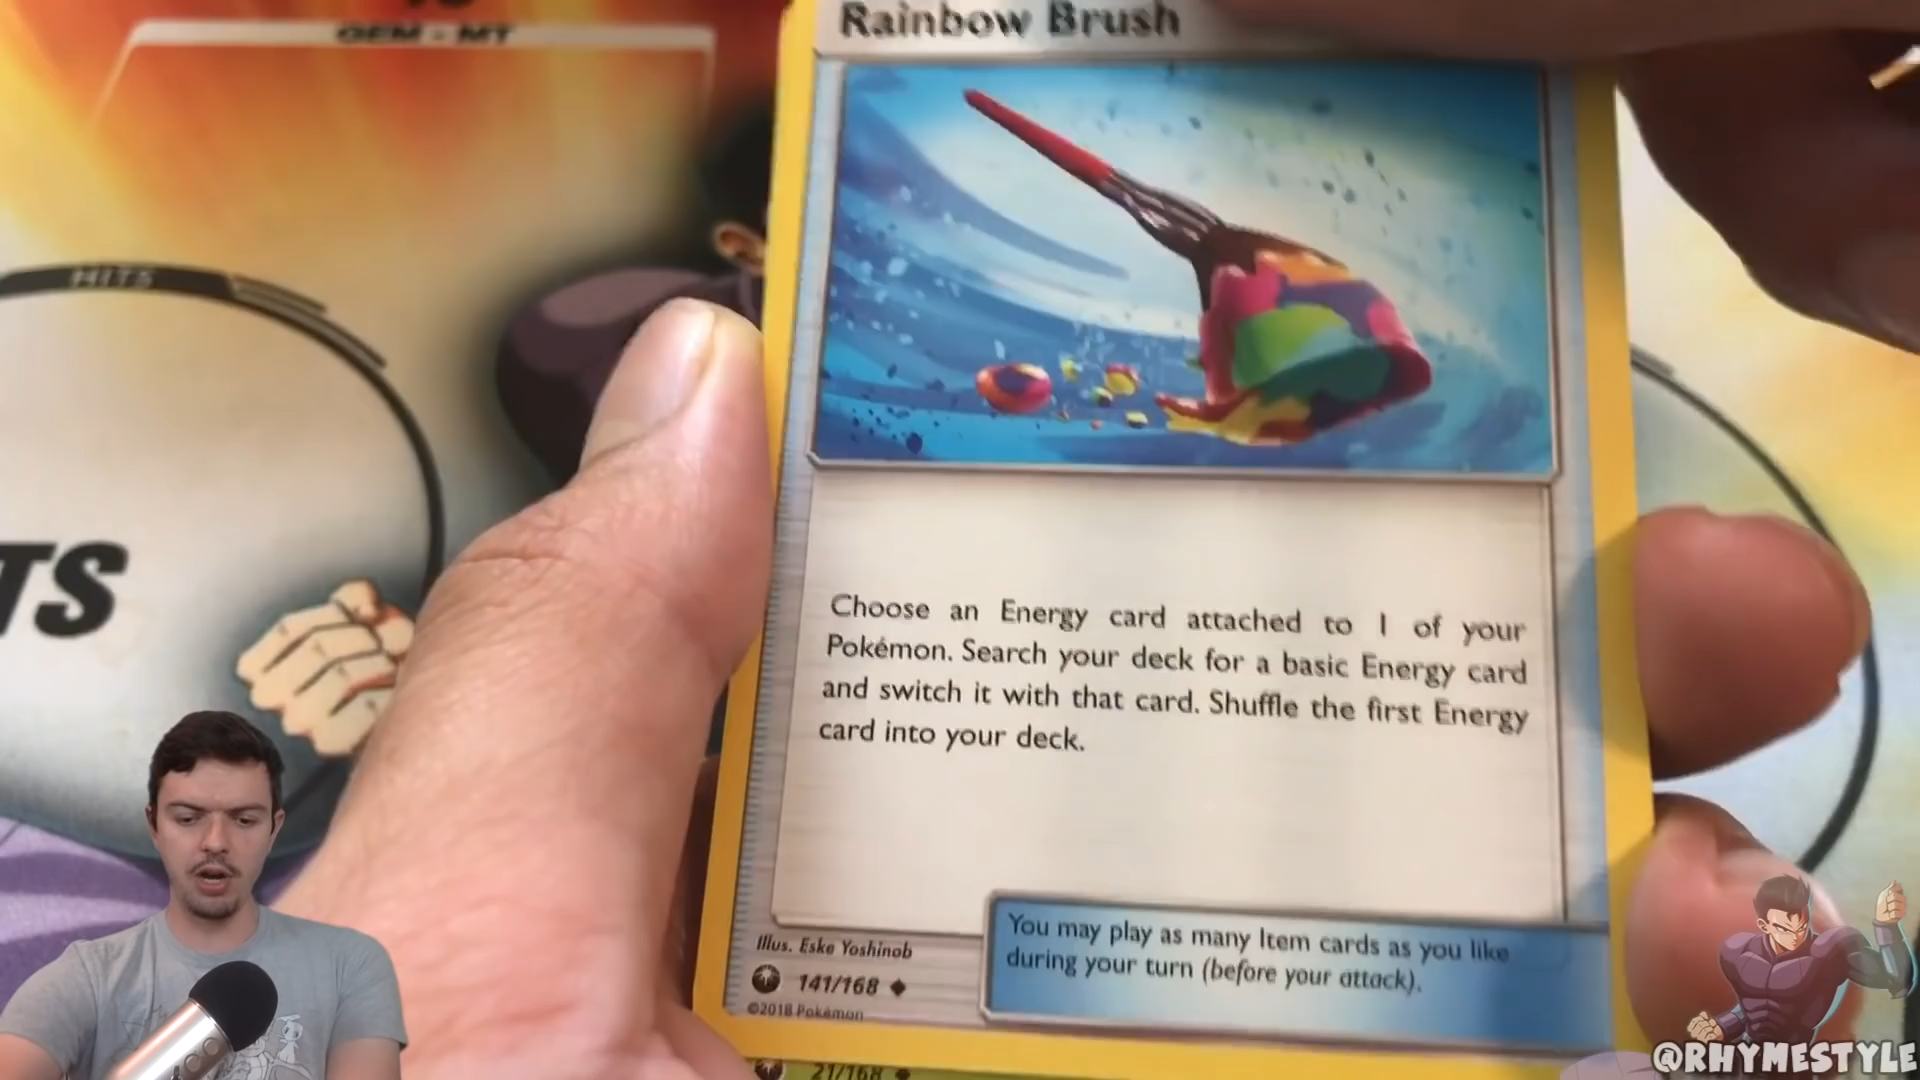 Rainbow Brush
GEM - MT
HITS
TS
Choose an Energy card attached to 1 of your
Pokémon. Search your deck for a basic Energy card
and switch it with that card. Shuffle the first Energy
card into your deck.
You may play as many Item cards as you like
during your turn (before your attack).
Illus. Eske Yoshinob
141/168
©2018 Pokémon
21/168
@RHYMESTYLE